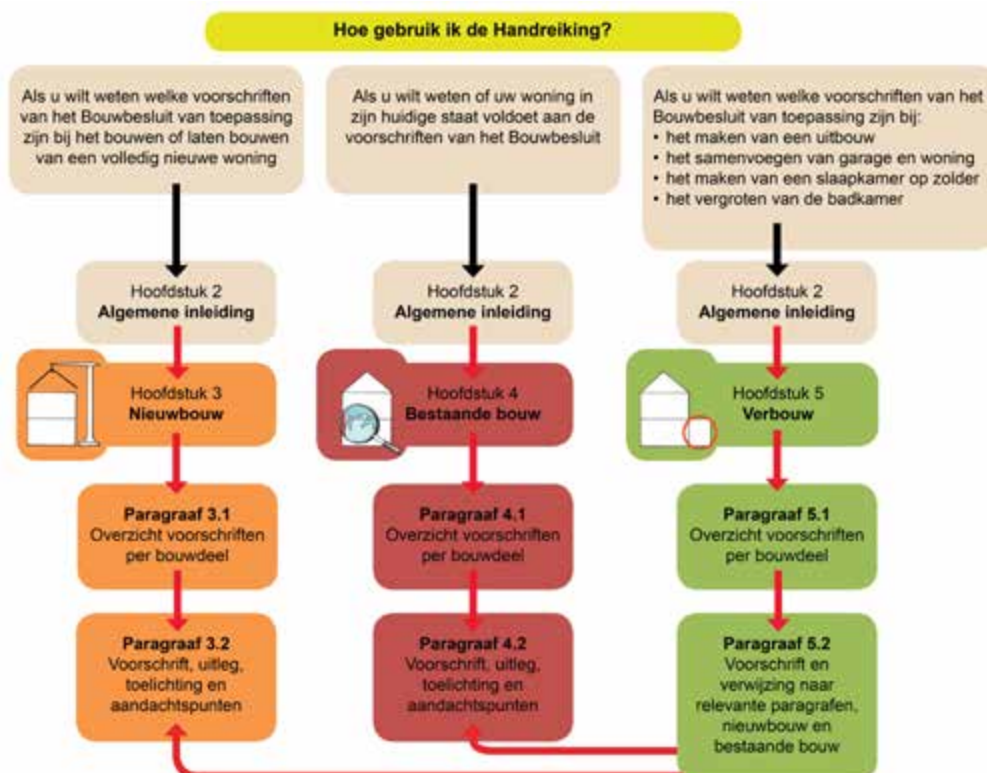 Hoe gebruik ik de Handreiking?
Als u wilt weten welke voorschriften
van het Bouwbesluit van toepassing
zijn bij het bouwen of laten bouwen
van een volledig nieuwe woning
Als u wilt weten of uw woning in
zijn huidige staat voldoet aan de
voorschriften van het Bouwbesluit
Als u wilt weten welke voorschriften van het
Bouwbesluit van toepassing zijn bij:
• het maken van een uitbouw
• het samenvoegen van garage en woning
• het maken van een slaapkamer op zolder
• het vergroten van de badkamer
Hoofdstuk 2
Algemene inleiding
Hoofdstuk 2
Algemene inleiding
Hoofdstuk 2
Algemene inleiding
Hoofdstuk 3
Nieuwbouw
Hoofdstuk 4
Bestaande bouw
Hoofdstuk 5
Verbouw
Paragraaf 3.1
Overzicht voorschriften
per bouwdeel
Paragraaf 4.1
Overzicht voorschriften
per bouwdeel
Paragraaf 5.1
Overzicht voorschriften
per bouwdeel
Paragraaf 3.2
Voorschrift, uitleg,
toelichting en
aandachtspunten
Paragraaf 4.2
Voorschrift, uitleg,
toelichting en
aandachtspunten
Paragraaf 5.2
Voorschrift en
verwijzing naar
relevante paragrafen,
nieuwbouw en
bestaande bouw